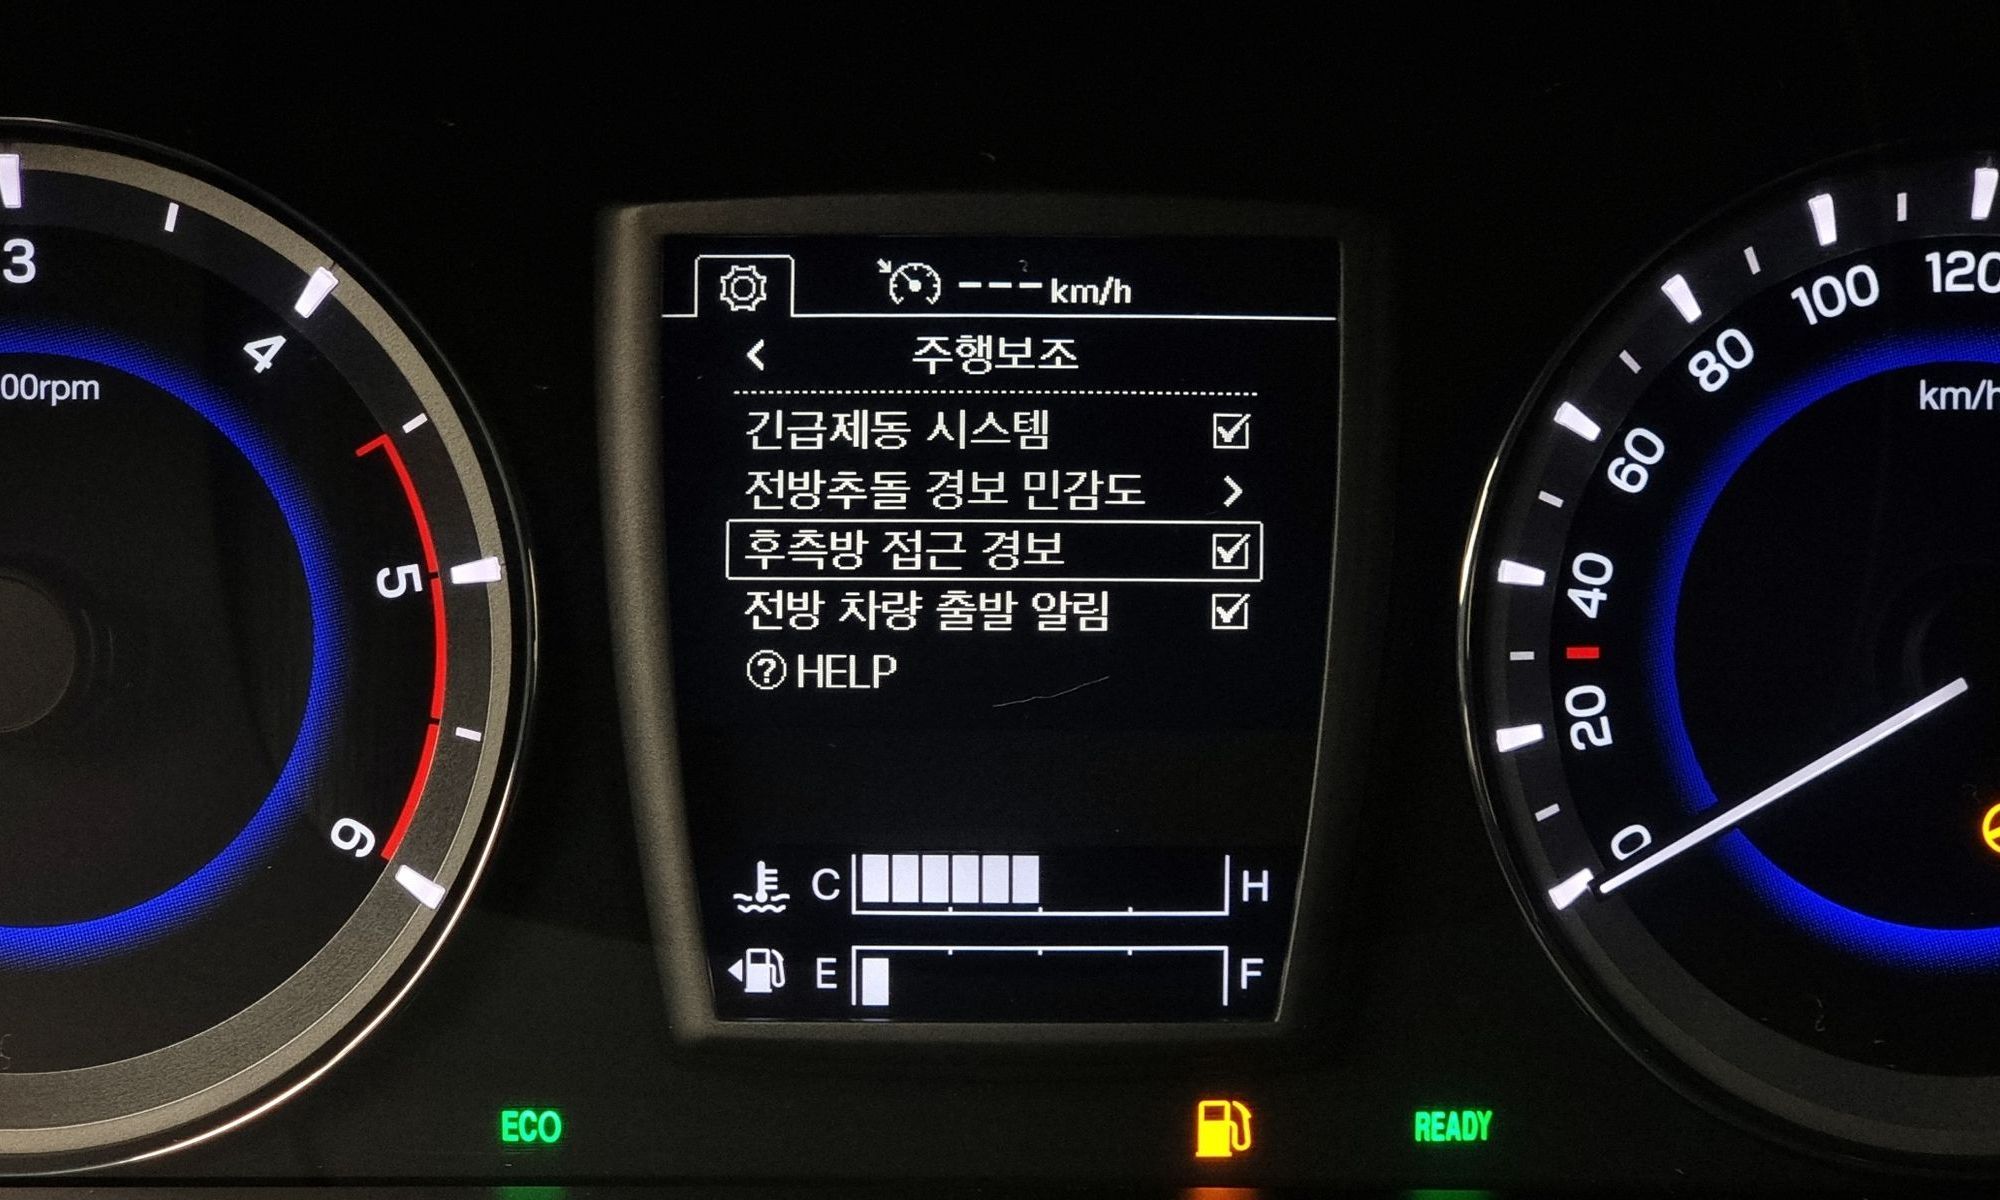 --- km/h
주행보조
긴급제동 시스템
전방추돌 경보 민감도
후측방 접근 경보
전방 차량 출발 알림
? HELP
C H
E F
3
4
5
6
00rpm
0
20
40
60
80
100
120
km/h
ECO
READY